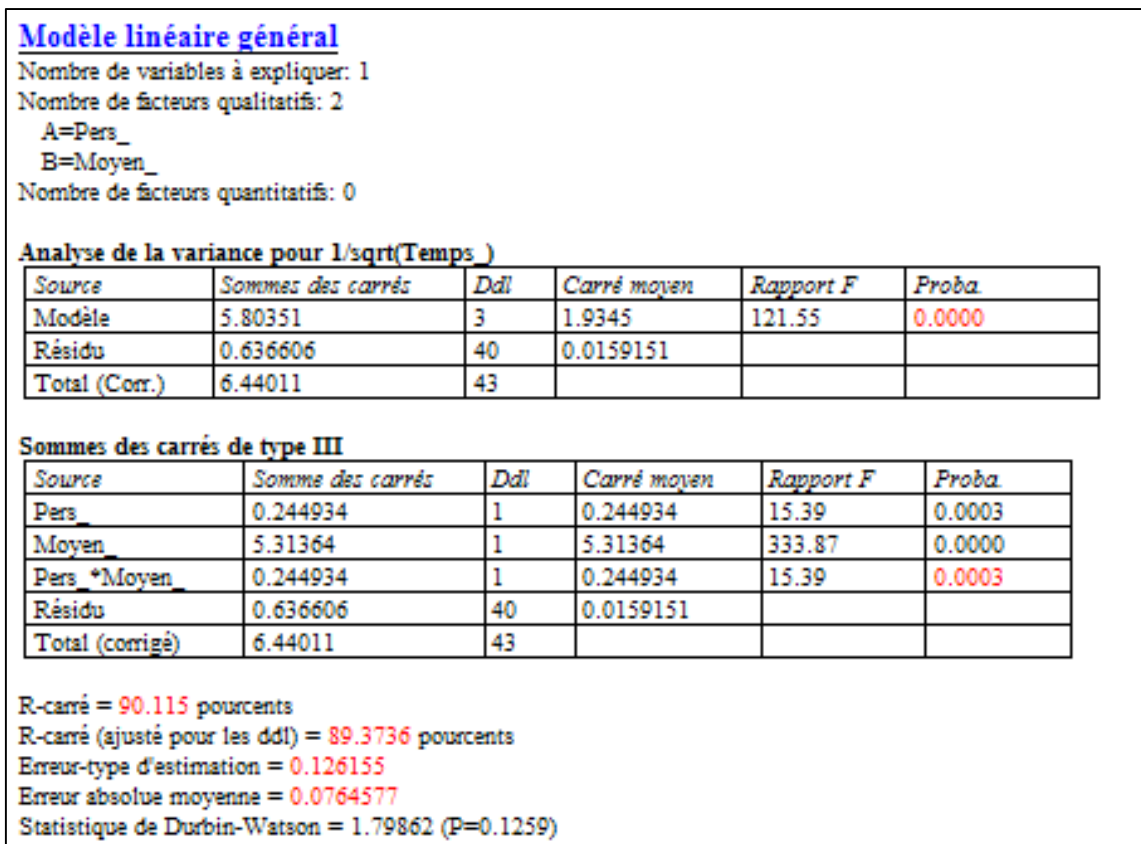 Modèle linéaire général
Nombre de variables à expliquer: 1
Nombre de facteurs qualitatifs: 2
A=Pers_
B=Moyen_
Nombre de facteurs quantitatifs: 0
Analyse de la variance pour 1/sqrt(Temps_)
Source Sommes des carrés Ddl Carré moyen Rapport F Proba.
Modèle 5.80351 3 1.9345 121.55 0.0000
Résidu 0.636606 40 0.0159151
Total (Corr.) 6.44011 43
Sommes des carrés de type III
Source Somme des carrés Ddl Carré moyen Rapport F Proba.
Pers_ 0.244934 1 0.244934 15.39 0.0003
Moyen_ 5.31364 1 5.31364 333.87 0.0000
Pers_*Moyen_ 0.244934 1 0.244934 15.39 0.0003
Résidu 0.636606 40 0.0159151
Total (corrigé) 6.44011 43
R-carré = 90.115 pourcents
R-carré (ajusté pour les ddl) = 89.3736 pourcents
Erreur-type d'estimation = 0.126155
Erreur absolue moyenne = 0.0764577
Statistique de Durbin-Watson = 1.79862 (P=0.1259)